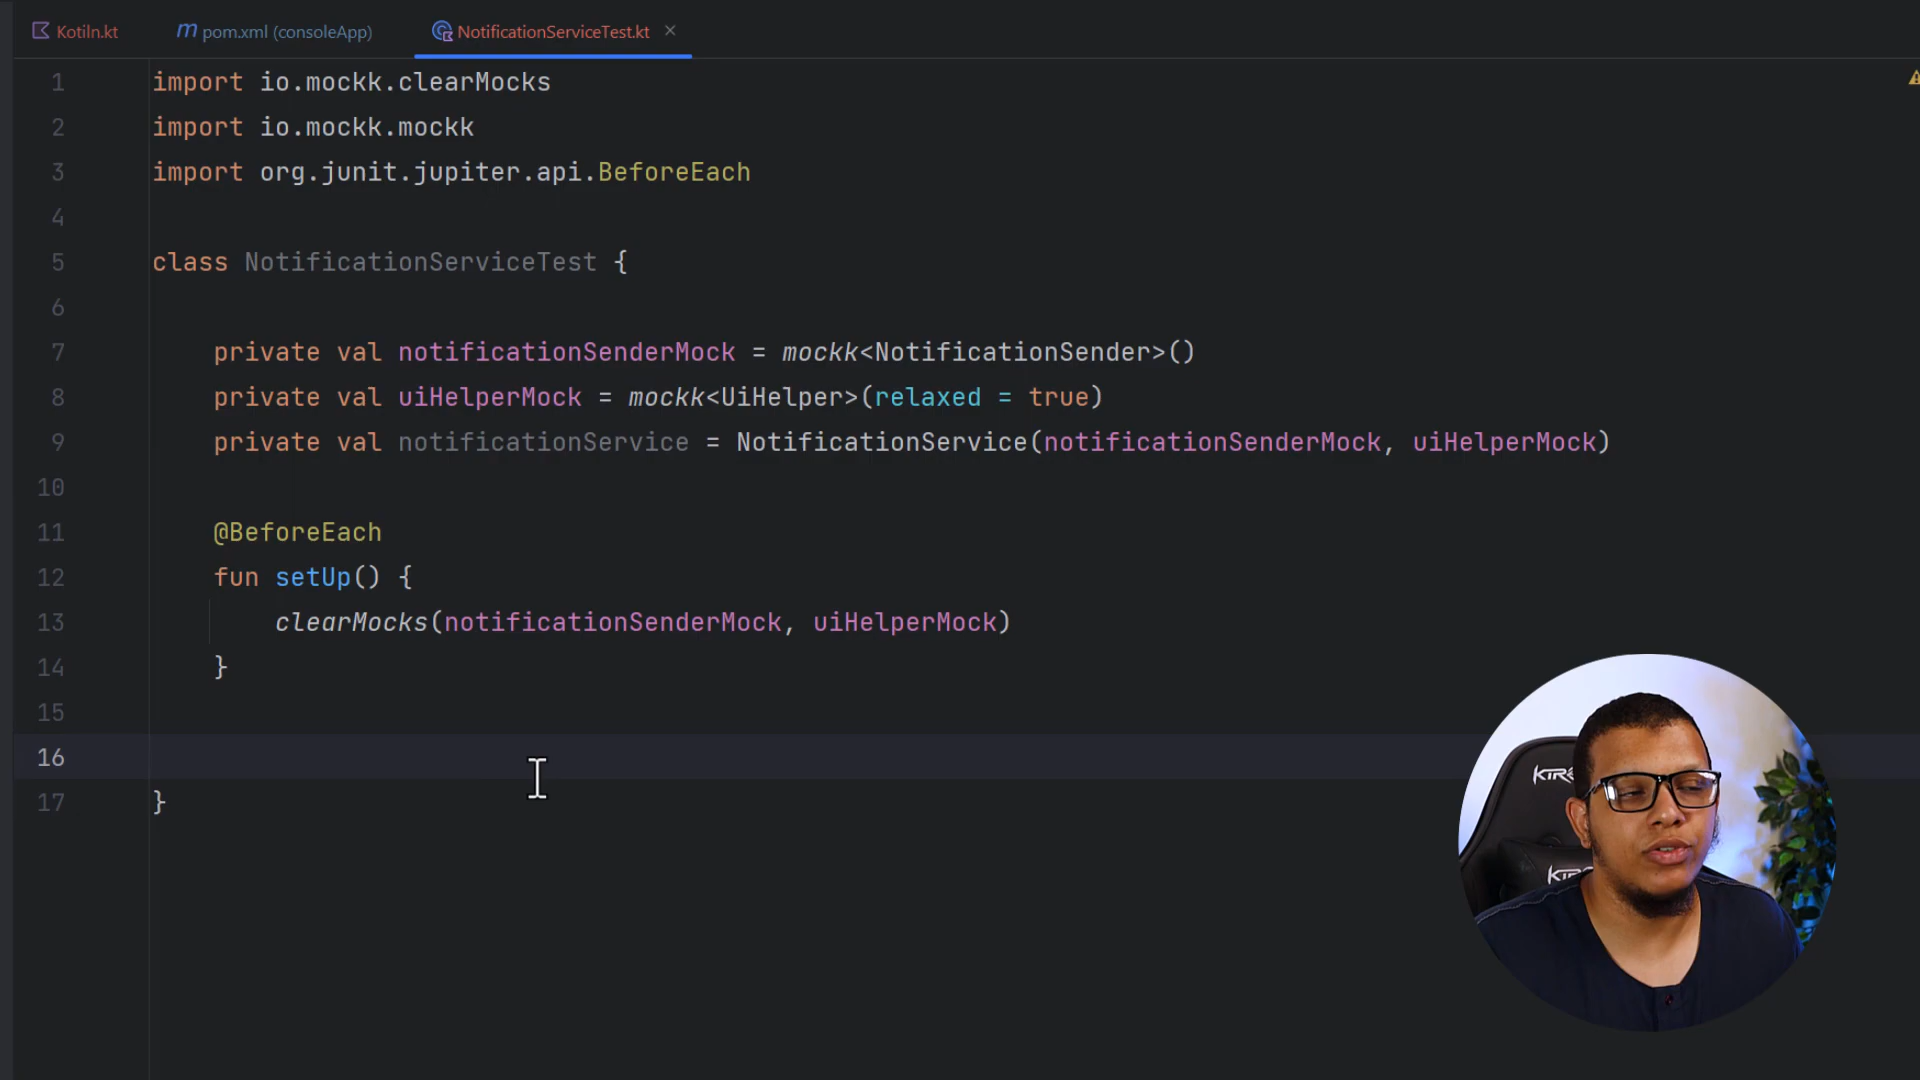 Kotiln.kt
pom.xml (consoleApp)
NotificationServiceTest.kt
1 import io.mockk.clearMocks
2 import io.mockk.mockk
3 import org.junit.jupiter.api.BeforeEach
4
5 class NotificationServiceTest {
6
7 private val notificationSenderMock = mockk<NotificationSender>()
8 private val uiHelperMock = mockk<UiHelper>(relaxed = true)
9 private val notificationService = NotificationService(notificationSenderMock, uiHelperMock)
10
11 @BeforeEach
12 fun setUp() {
13 clearMocks(notificationSenderMock, uiHelperMock)
14 }
15
16
17 }